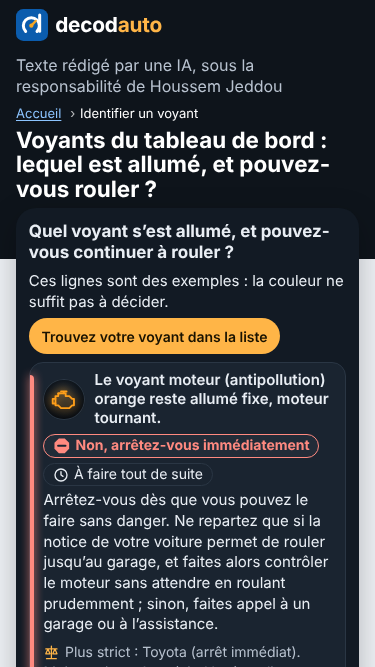 decodauto
Texte rédigé par une IA, sous la
responsabilité de Houssem Jeddou
Accueil › Identifier un voyant
Voyants du tableau de bord :
lequel est allumé, et pouvez-
vous rouler ?
Quel voyant s’est allumé, et pouvez-
vous continuer à rouler ?
Ces lignes sont des exemples : la couleur ne
suffit pas à décider.
Trouvez votre voyant dans la liste
Le voyant moteur (antipollution)
orange reste allumé fixe, moteur
tournant.
Non, arrêtez-vous immédiatement
À faire tout de suite
Arrêtez-vous dès que vous pouvez le
faire sans danger. Ne repartez que si la
notice de votre voiture permet de rouler
jusqu’au garage, et faites alors contrôler
le moteur sans attendre en roulant
prudemment ; sinon, faites appel à un
garage ou à l’assistance.
Plus strict : Toyota (arrêt immédiat).